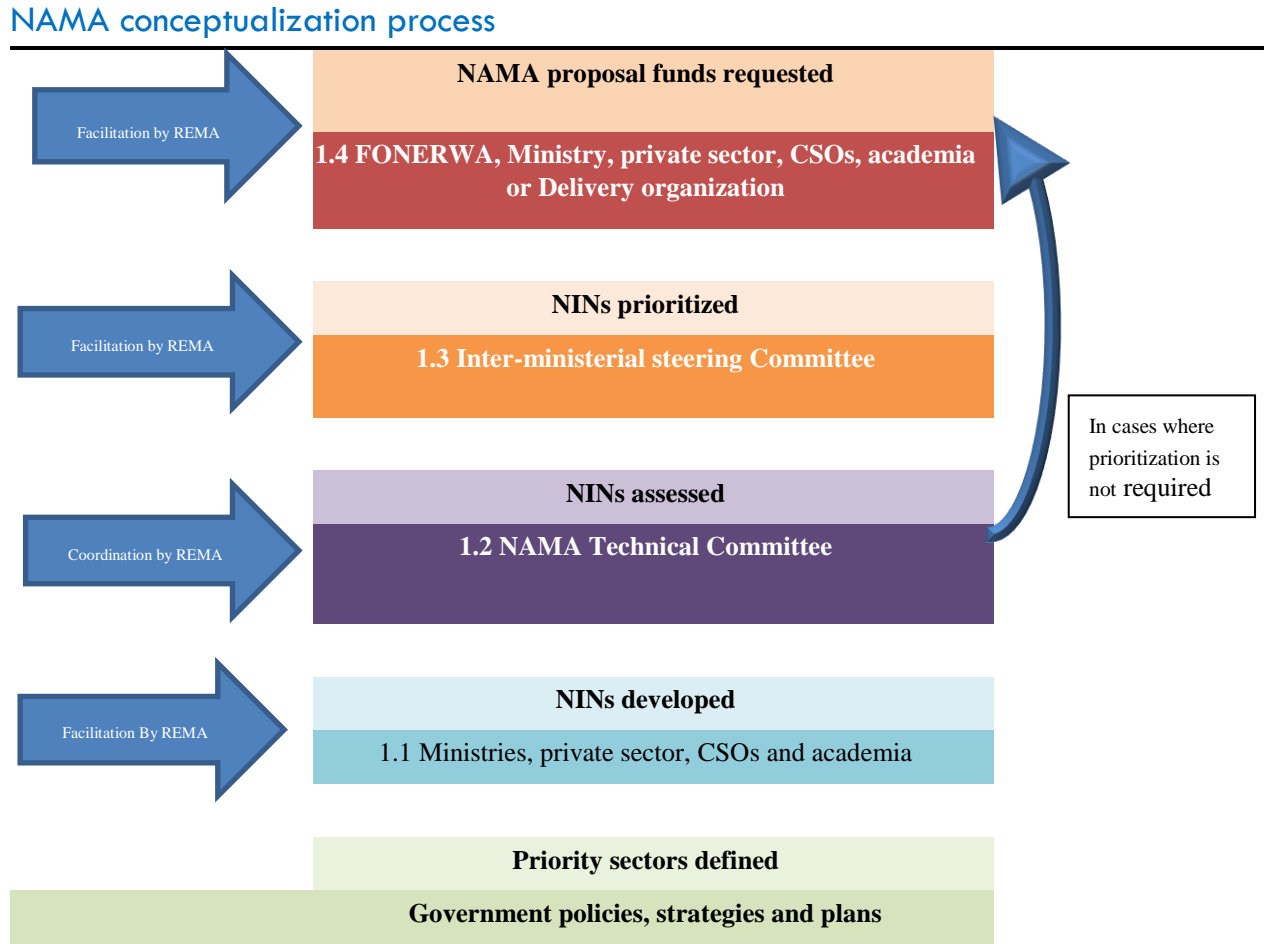 NAMA conceptualization process
NAMA proposal funds requested
Facilitation by REMA
1.4 FONERWA, Ministry, private sector, CSOs, academia
or Delivery organization
NINs prioritized
Facilitation by REMA
1.3 Inter-ministerial steering Committee
In cases where
prioritization is
not required
NINs assessed
Coordination by REMA
1.2 NAMA Technical Committee
NINs developed
Facilitation By REMA
1.1 Ministries, private sector, CSOs and academia
Priority sectors defined
Government policies, strategies and plans